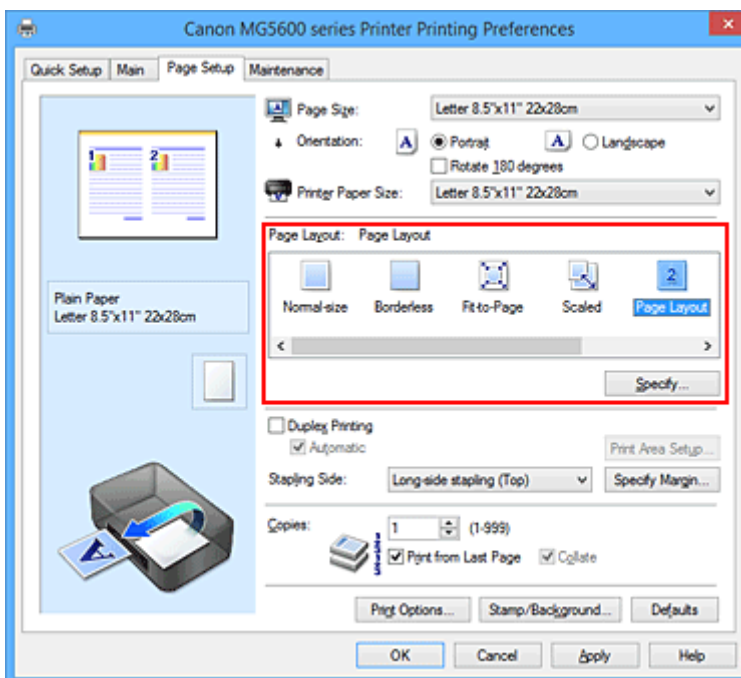 Canon MG5600 series Printer Printing Preferences
Quick Setup Main Page Setup Maintenance
Page Size: Letter 8.5"x11" 22x28cm
Orientation: A Portrait A Landscape
Rotate 180 degrees
Printer Paper Size: Letter 8.5"x11" 22x28cm
1 2
Page Layout: Page Layout
2
Normal-size Borderless Fit-to-Page Scaled Page Layout
Plain Paper
Letter 8.5"x11" 22x28cm
Specify...
Duplex Printing
Automatic Print Area Setup...
Stapling Side: Long-side stapling (Top) Specify Margin...
Copies: 1 (1-999)
Print from Last Page Collate
A
Print Options... Stamp/Background... Defaults
OK Cancel Apply Help